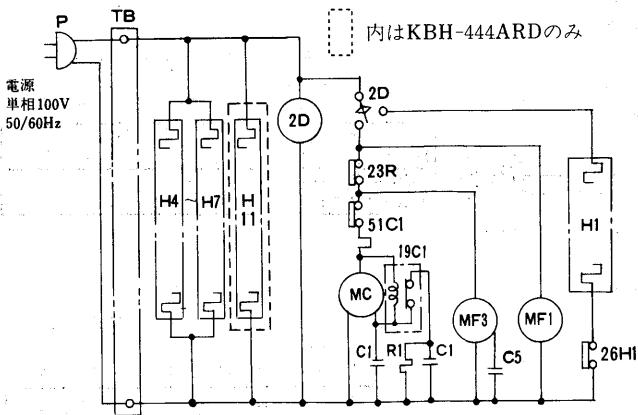 P
TB
内はKBH-444ARDのみ
電源
単相100V
50/60Hz
2D
2D
23R
H4
~
H7
H
11
51C1
19C1
H1
MC
MF3
MF1
C1
R1
C1
C5
26H1